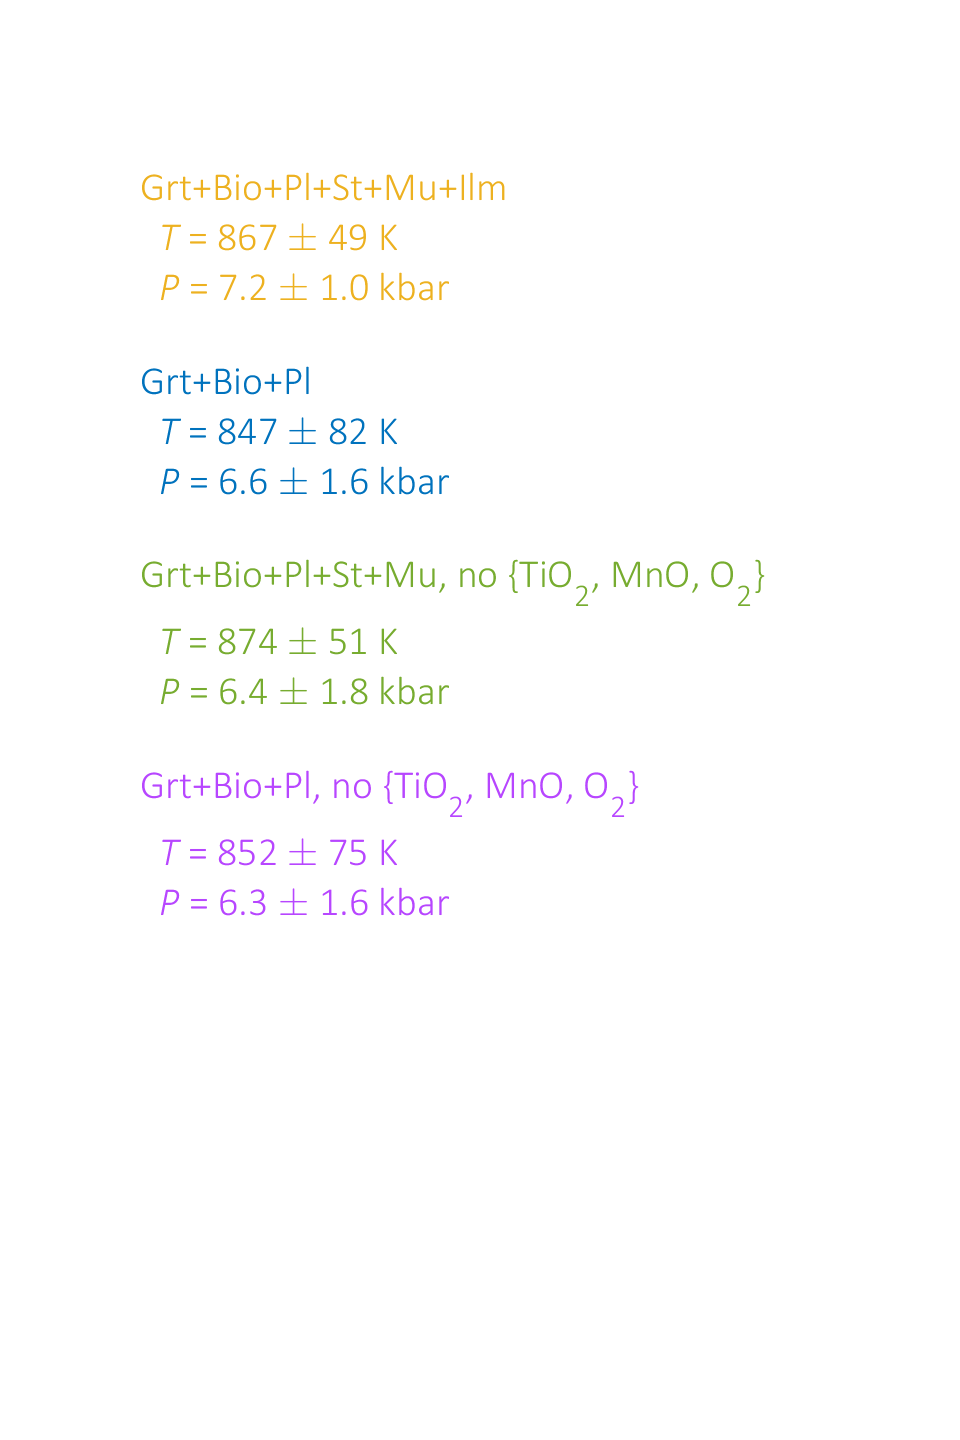 Grt+Bio+Pl+St+Mu+Ilm
T = 867 ± 49 K
P = 7.2 ± 1.0 kbar
Grt+Bio+Pl
T = 847 ± 82 K
P = 6.6 ± 1.6 kbar
Grt+Bio+Pl+St+Mu, no {TiO₂, MnO, O₂}
T = 874 ± 51 K
P = 6.4 ± 1.8 kbar
Grt+Bio+Pl, no {TiO₂, MnO, O₂}
T = 852 ± 75 K
P = 6.3 ± 1.6 kbar